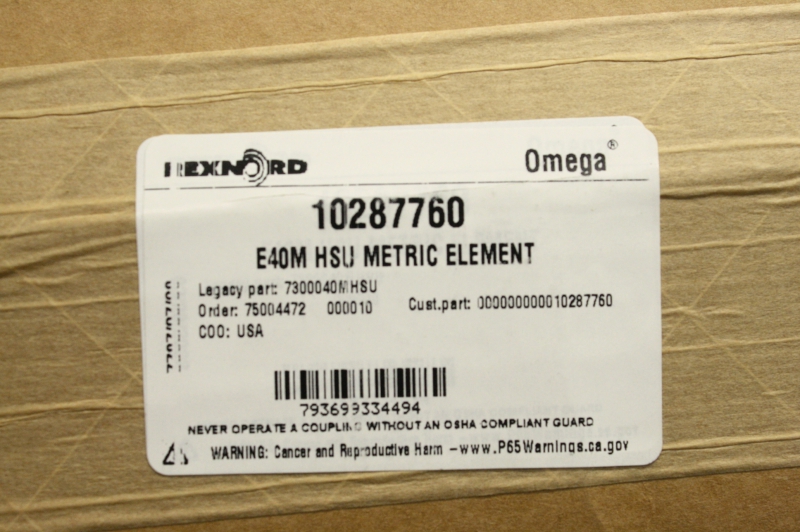 REXNORD
Omega®
10287760
E40M HSU METRIC ELEMENT
Legacy part: 7300040MHSU
Order: 75004472 000010 Cust.part: 000000000010287760
COO: USA
793699334494
NEVER OPERATE A COUPLING WITHOUT AN OSHA COMPLIANT GUARD
WARNING: Cancer and Reproductive Harm -www.P65Warnings.ca.gov